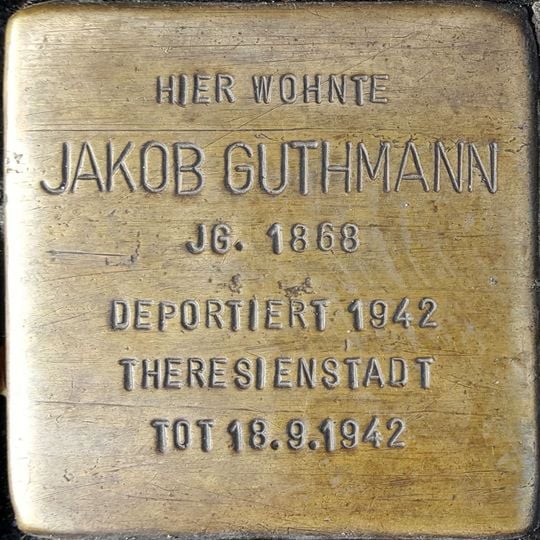 HIER WOHNTE
JAKOB GUTHMANN
JG. 1868
DEPORTIERT 1942
THERESIENSTADT
TOT 18.9.1942